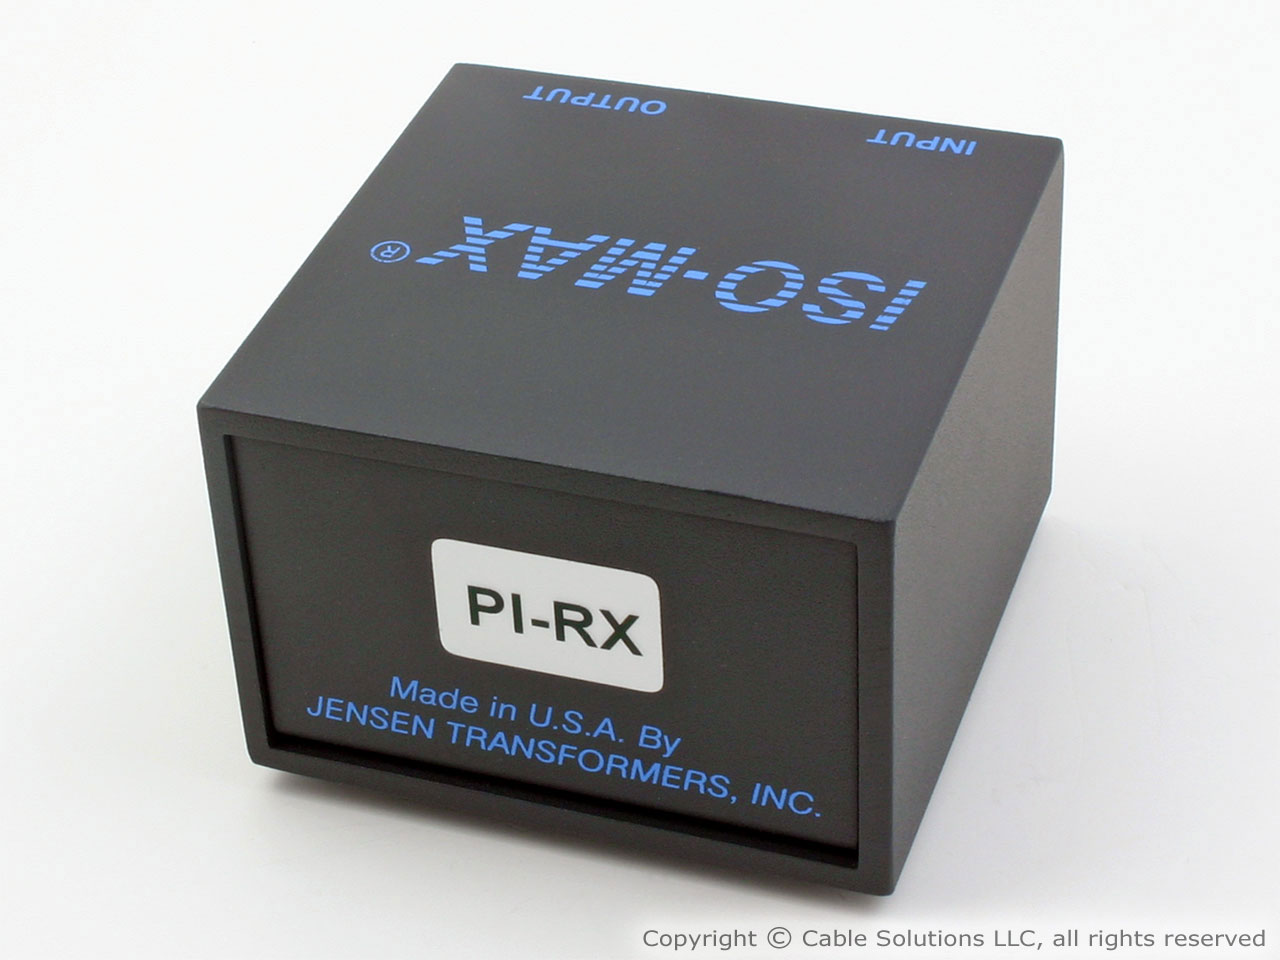 OUTPUT
INPUT
ISO-MAX®
PI-RX
Made in U.S.A. By
JENSEN TRANSFORMERS, INC.
Copyright © Cable Solutions LLC, all rights reserved